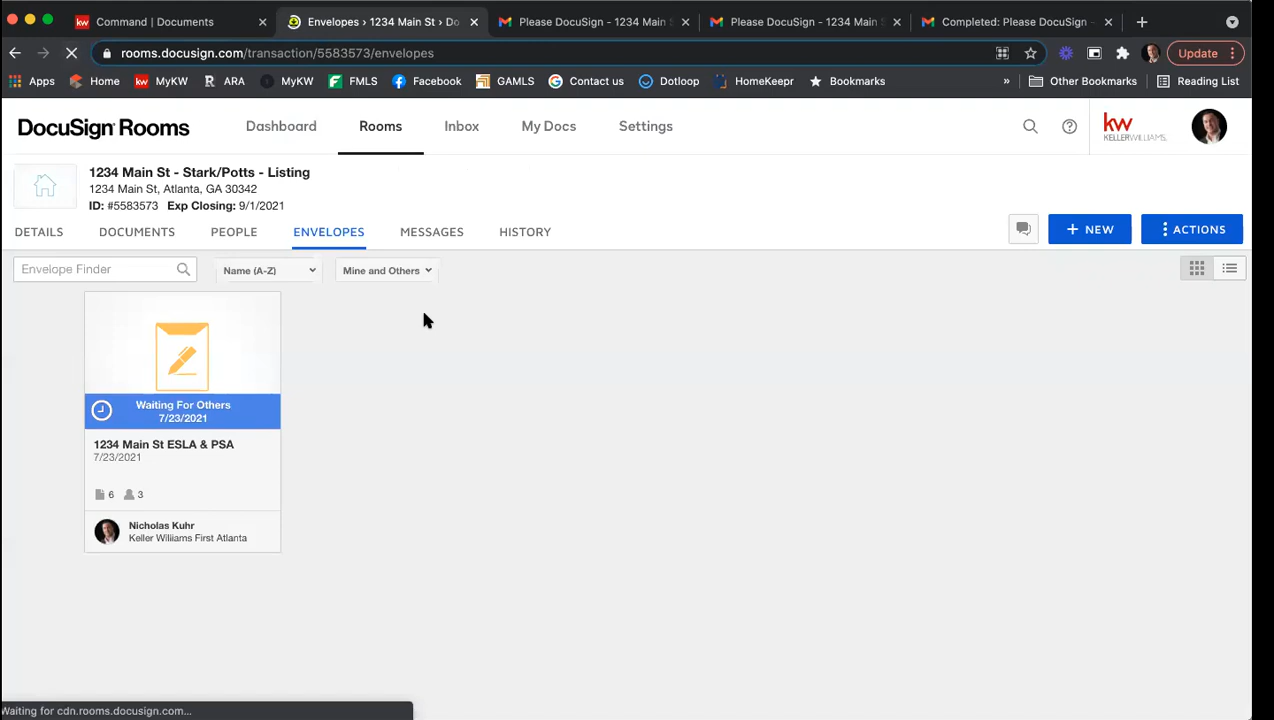 Command | Documents
Envelopes › 1234 Main St › Do
Please DocuSign - 1234 Main
Please DocuSign - 1234 Main
Completed: Please DocuSign -
rooms.docusign.com/transaction/5583573/envelopes
Update
Apps
kw MyKW
Home
R ARA
MyKW
FMLS
Facebook
GAMLS
Contact us
Dotloop
HomeKeepr
Bookmarks
»
Other Bookmarks
Reading List
DocuSign Rooms
Dashboard
Rooms
Inbox
My Docs
Settings
kw
KELLERWILLIAMS.
1234 Main St - Stark/Potts - Listing
1234 Main St, Atlanta, GA 30342
ID: #5583573 Exp Closing: 9/1/2021
DETAILS
DOCUMENTS
PEOPLE
ENVELOPES
MESSAGES
HISTORY
+ NEW
ACTIONS
Envelope Finder
Name (A-Z)
Mine and Others
Waiting For Others
7/23/2021
1234 Main St ESLA & PSA
7/23/2021
6
3
Nicholas Kuhr
Keller Williams First Atlanta
Waiting for cdn.rooms.docusign.com...